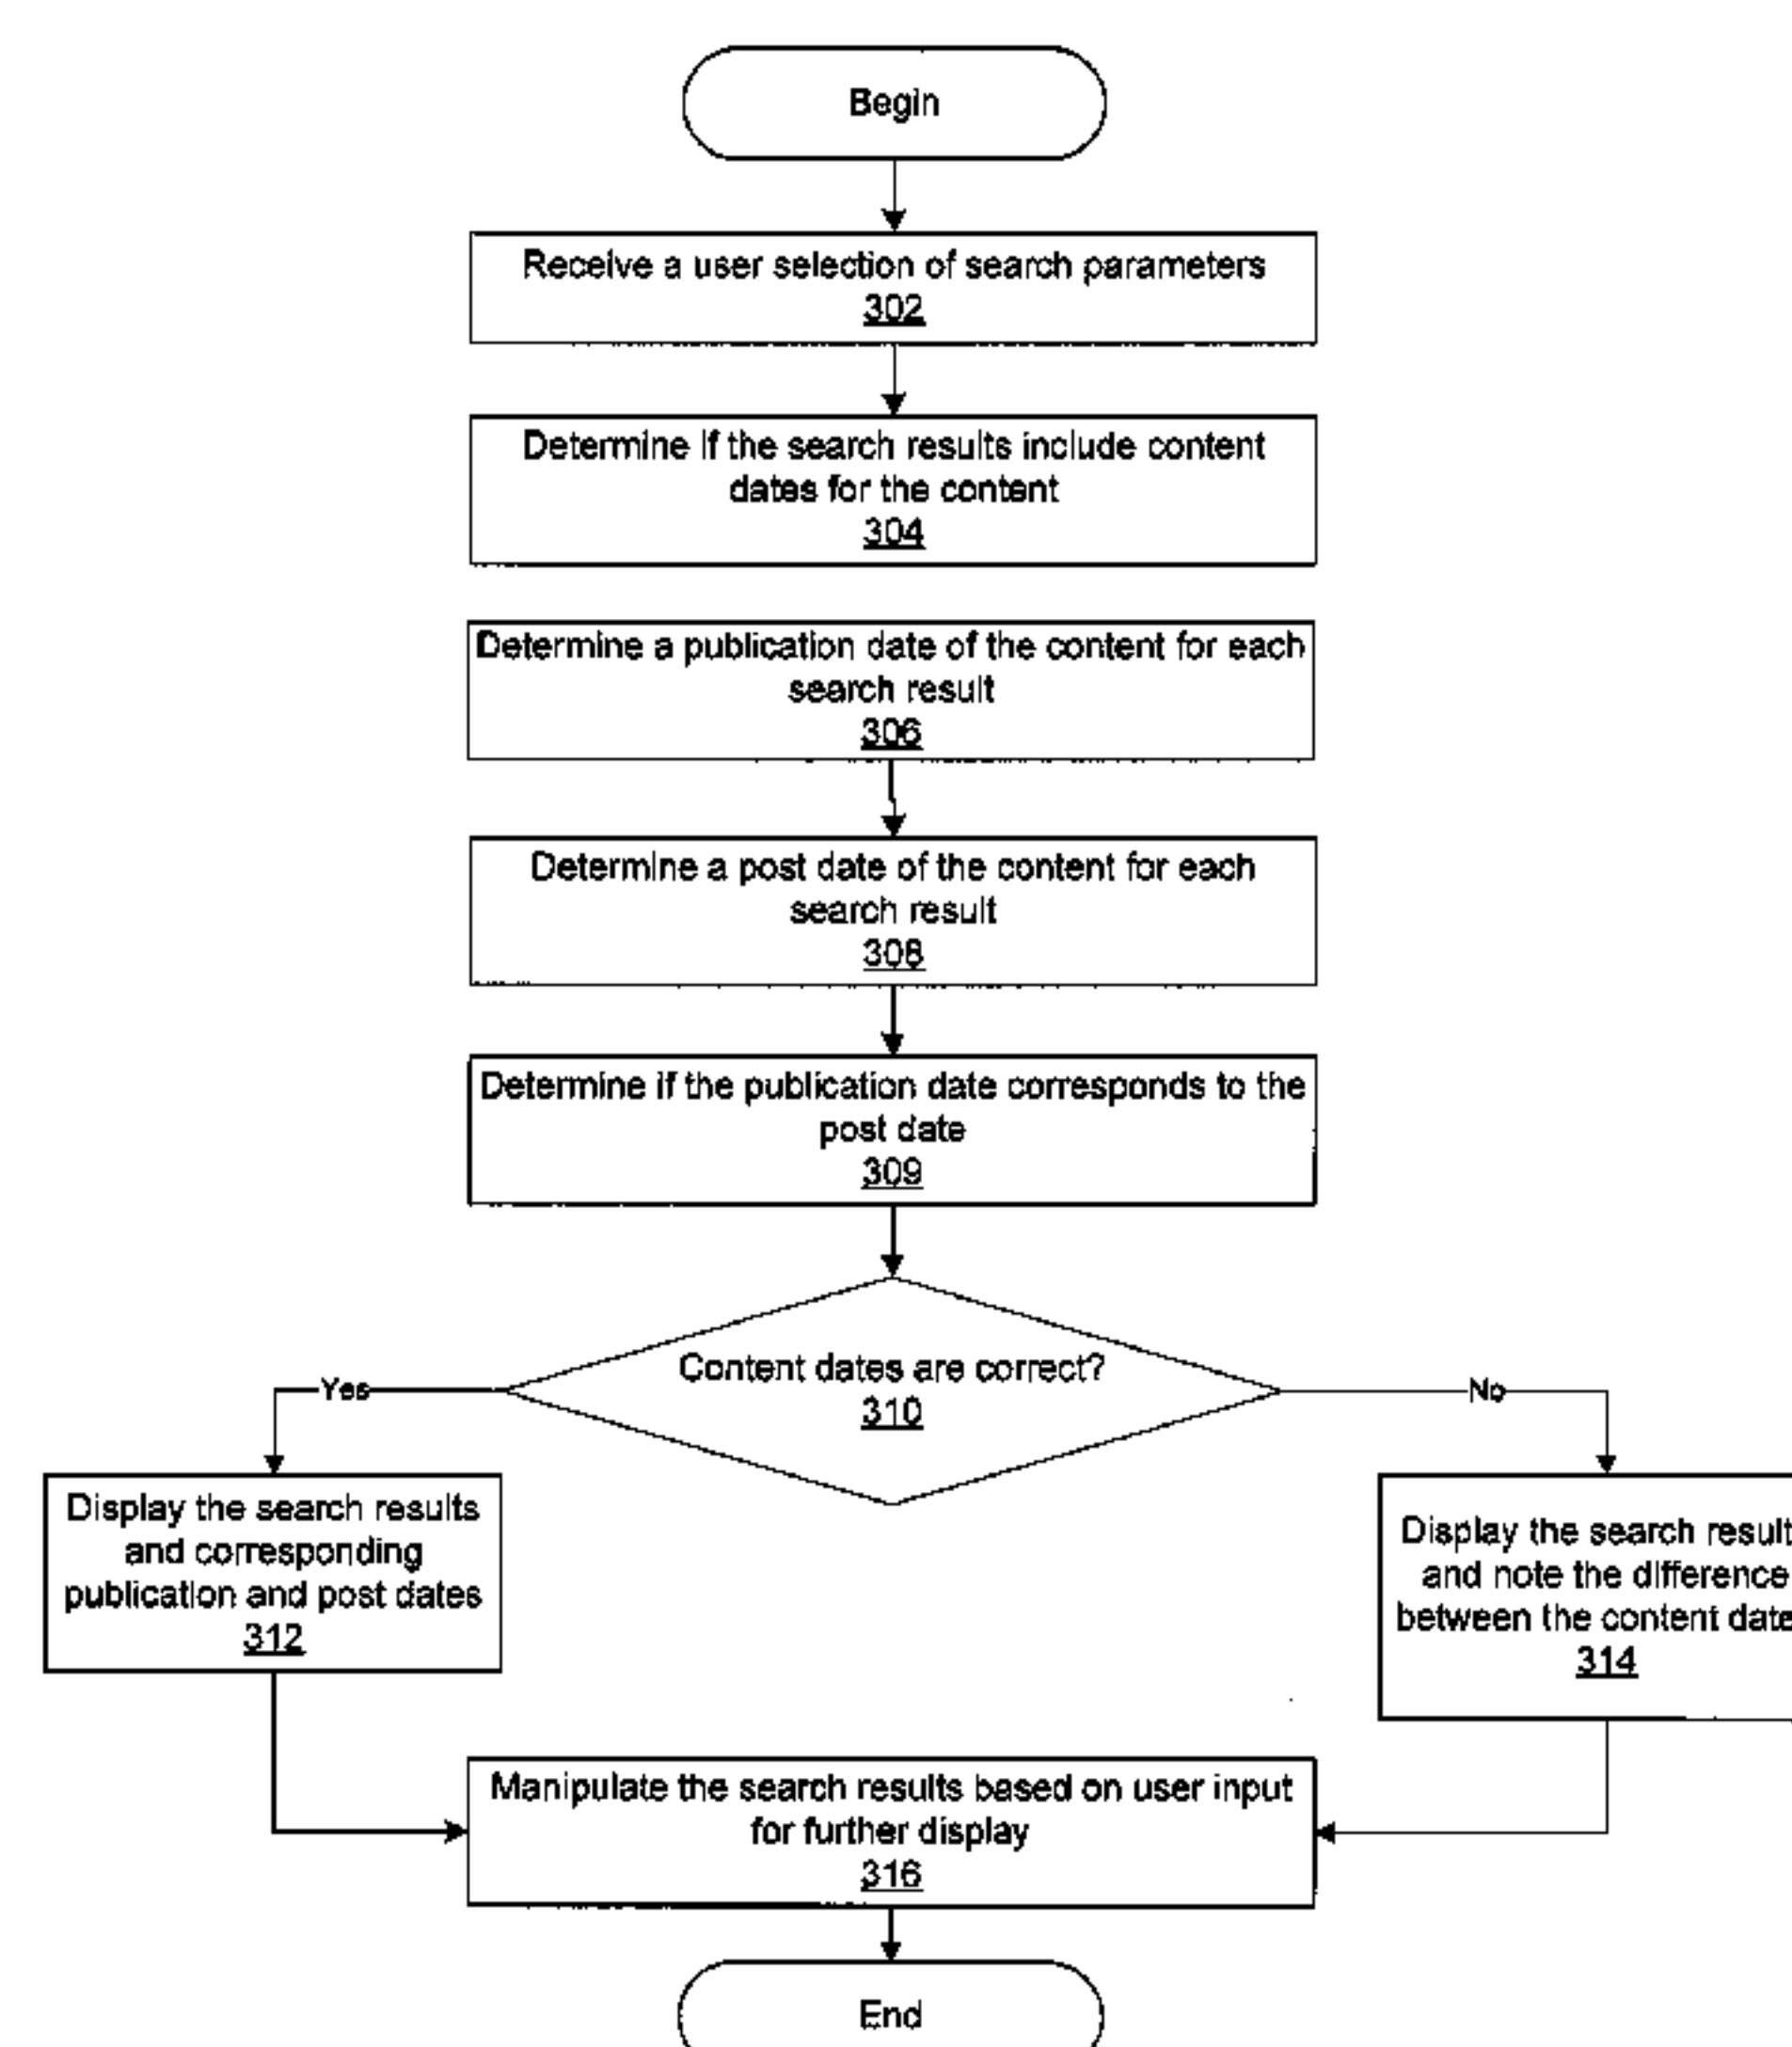 Begin
Receive a user selection of search parameters
302
Determine if the search results include content
dates for the content
304
Determine a publication date of the content for each
search result
306
Determine a post date of the content for each
search result
308
Determine if the publication date corresponds to the
post date
309
Content dates are correct?
310
Yes
No
Display the search results
and corresponding
publication and post dates
312
Display the search result
and note the difference
between the content date
314
Manipulate the search results based on user input
for further display
316
End